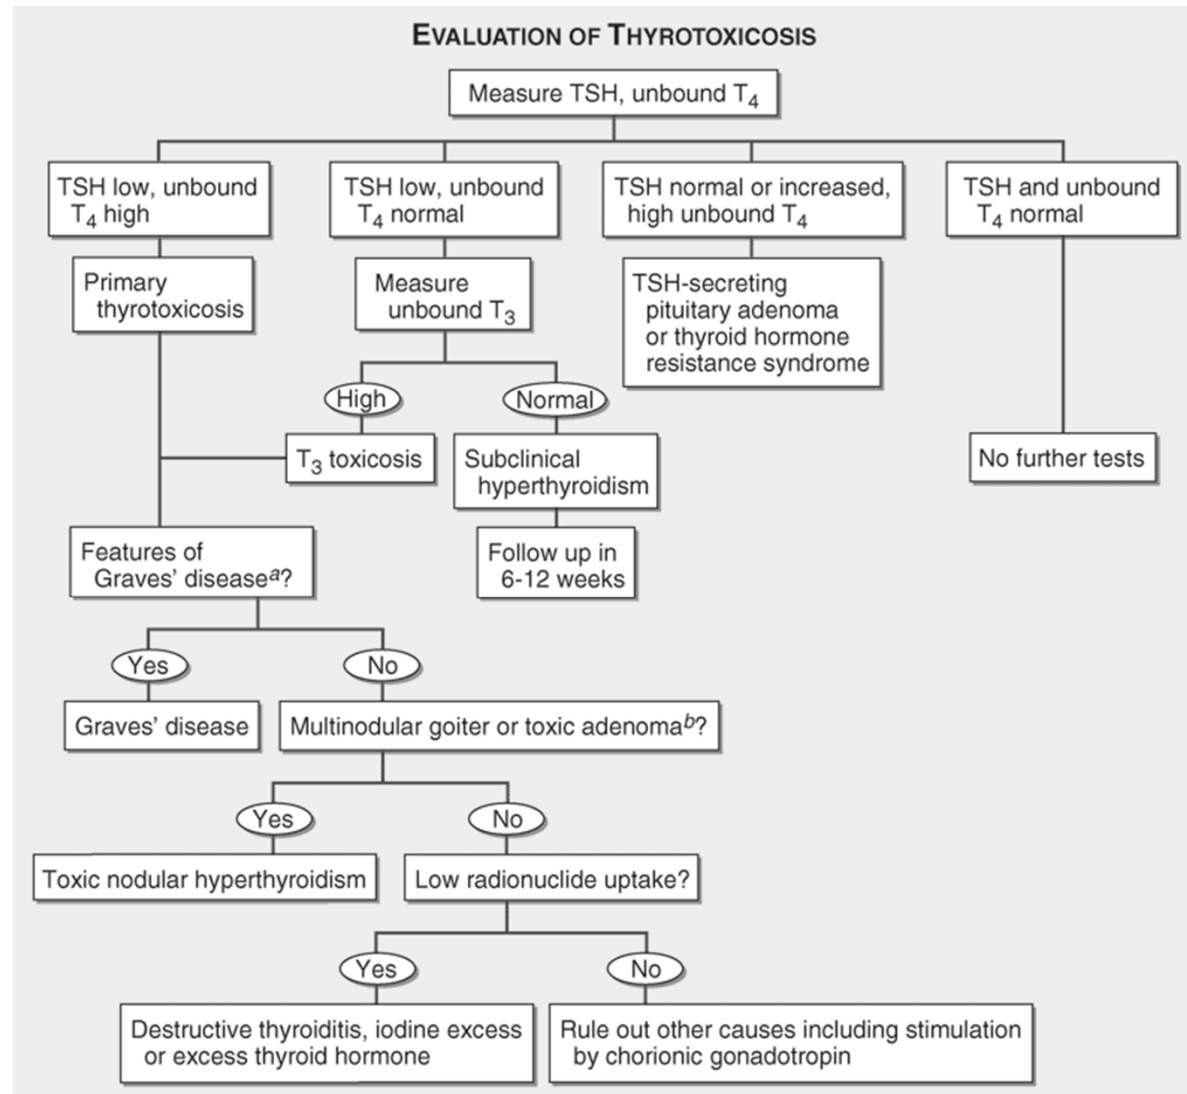 EVALUATION OF THYROTOXICOSIS
Measure TSH, unbound T4
TSH low, unbound
T4 high
TSH low, unbound
T4 normal
TSH normal or increased,
high unbound T4
TSH and unbound
T4 normal
Primary
thyrotoxicosis
Measure
unbound T3
TSH-secreting
pituitary adenoma
or thyroid hormone
resistance syndrome
High
Normal
T3 toxicosis
Subclinical
hyperthyroidism
No further tests
Features of
Graves' diseasea?
Follow up in
6-12 weeks
Yes
No
Graves' disease
Multinodular goiter or toxic adenomab?
Yes
No
Toxic nodular hyperthyroidism
Low radionuclide uptake?
Yes
No
Destructive thyroiditis, iodine excess
or excess thyroid hormone
Rule out other causes including stimulation
by chorionic gonadotropin